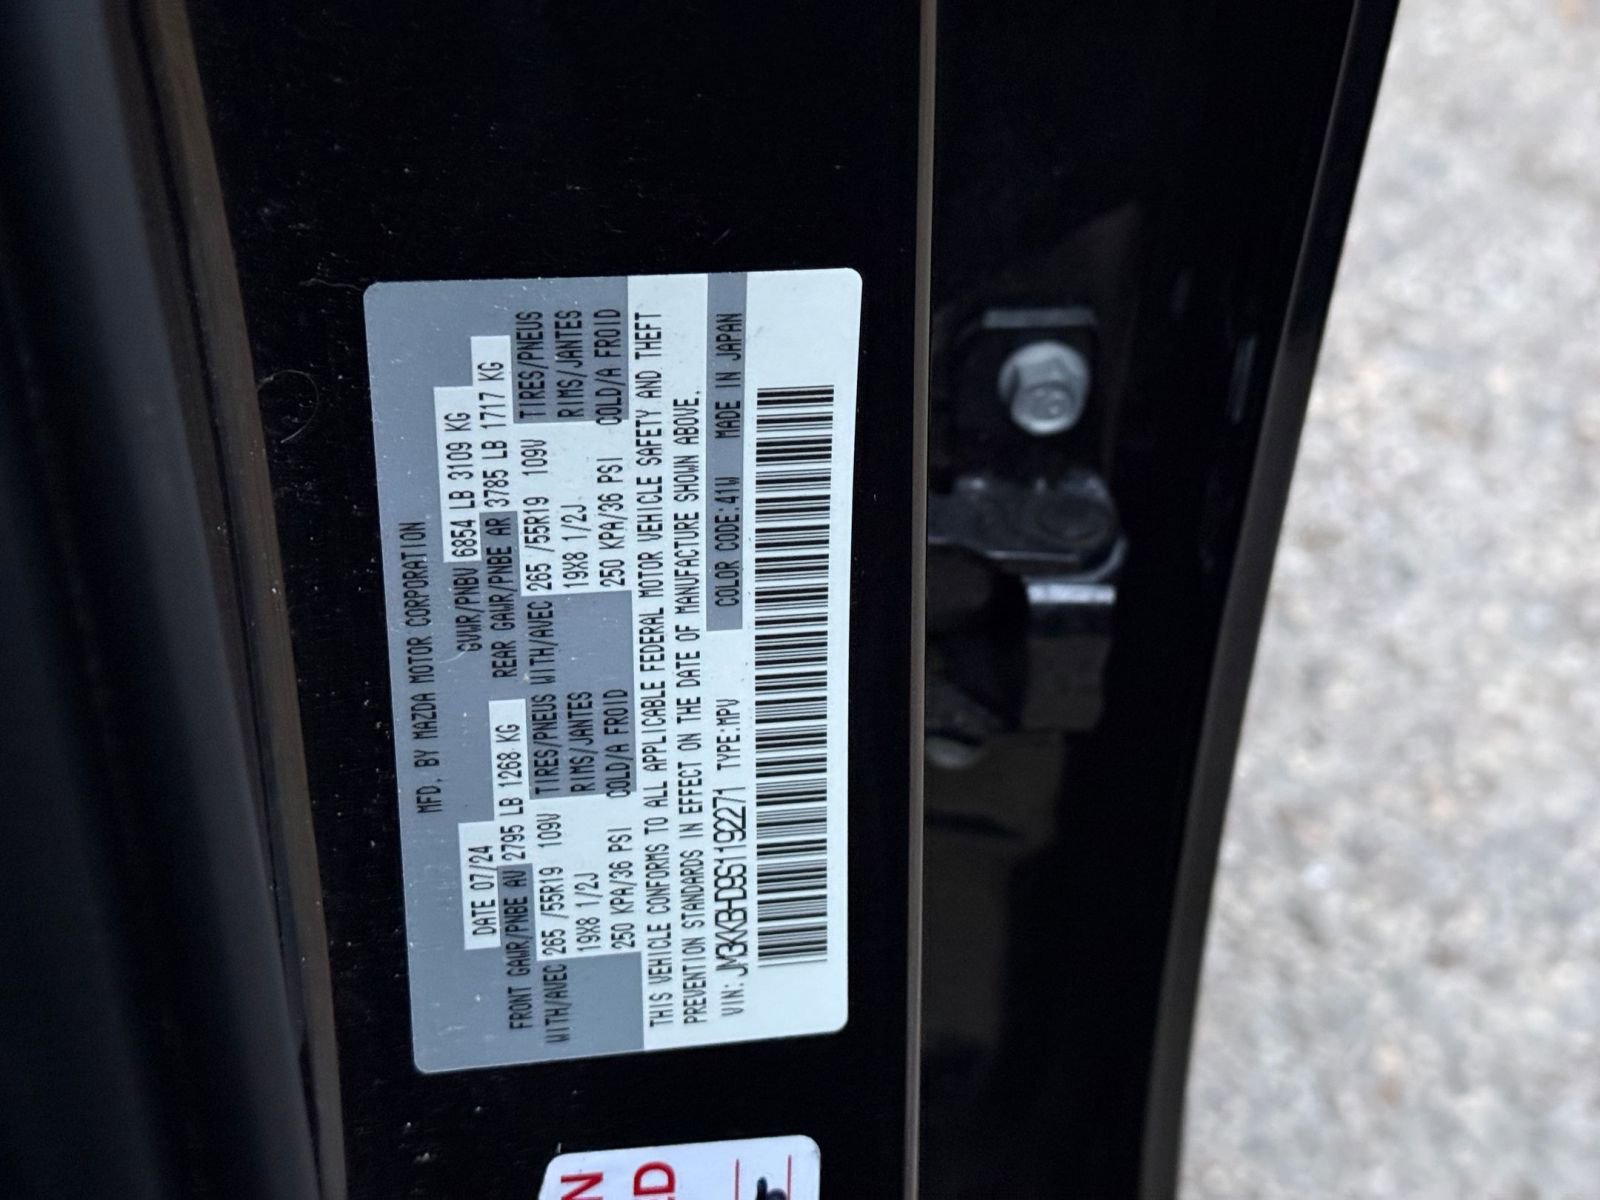 MFD. BY MAZDA MOTOR CORPORATION
DATE 07/24 GVWR/PNBV 6854 LB 3109 KG
FRONT GAWR/PNBE AV 2795 LB 1268 KG REAR GAWR/PNBE AR 3785 LB 1717 KG
WITH/AVEC 265 /55R19 109V TIRES/PNEUS WITH/AVEC 265 /55R19 109V TIRES/PNEUS
19X8 1/2J RIMS/JANTES 19X8 1/2J RIMS/JANTES
250 KPA/36 PSI COLD/A FROID 250 KPA/36 PSI COLD/A FROID
THIS VEHICLE CONFORMS TO ALL APPLICABLE FEDERAL MOTOR VEHICLE SAFETY AND THEFT
PREVENTION STANDARDS IN EFFECT ON THE DATE OF MANUFACTURE SHOWN ABOVE.
VIN: JM3KKBHD9S1192271 TYPE:MPV COLOR CODE:41W MADE IN JAPAN